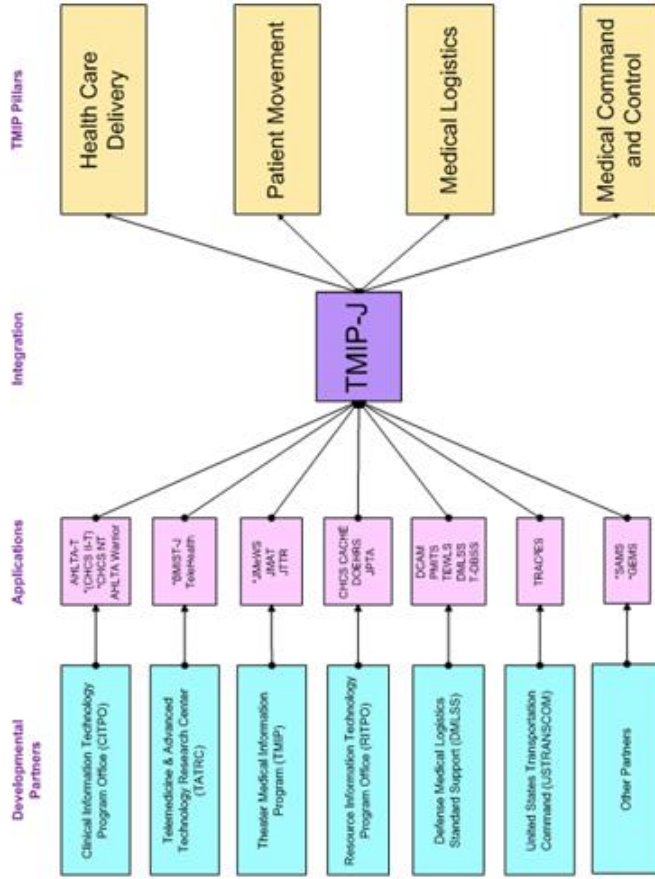 Developmental
Partners
Applications
Integration
TMIP Pillars
Clinical Information Technology
Program Office (CITPO)
AHLTA-T
*(CHCS II-T)
*CHCS NT
AHLTA Warrior
Telemedicine & Advanced
Technology Research Center
(TATRC)
*BMIST-J
TeleHealth
Theater Medical Information
Program (TMIP)
*JMeWS
JMAT
JTTR
Resource Information Technology
Program Office (RITPO)
CHCS CACHÉ
DOEHRS
JPTA
Defense Medical Logistics
Standard Support (DMLSS)
DCAM
PMITS
TEWLS
DMLSS
T-DBSS
United States Transportation
Command (USTRANSCOM)
TRAC²ES
Other Partners
*SAMS
*GEMS
TMIP-J
Health Care
Delivery
Patient Movement
Medical Logistics
Medical Command
and Control